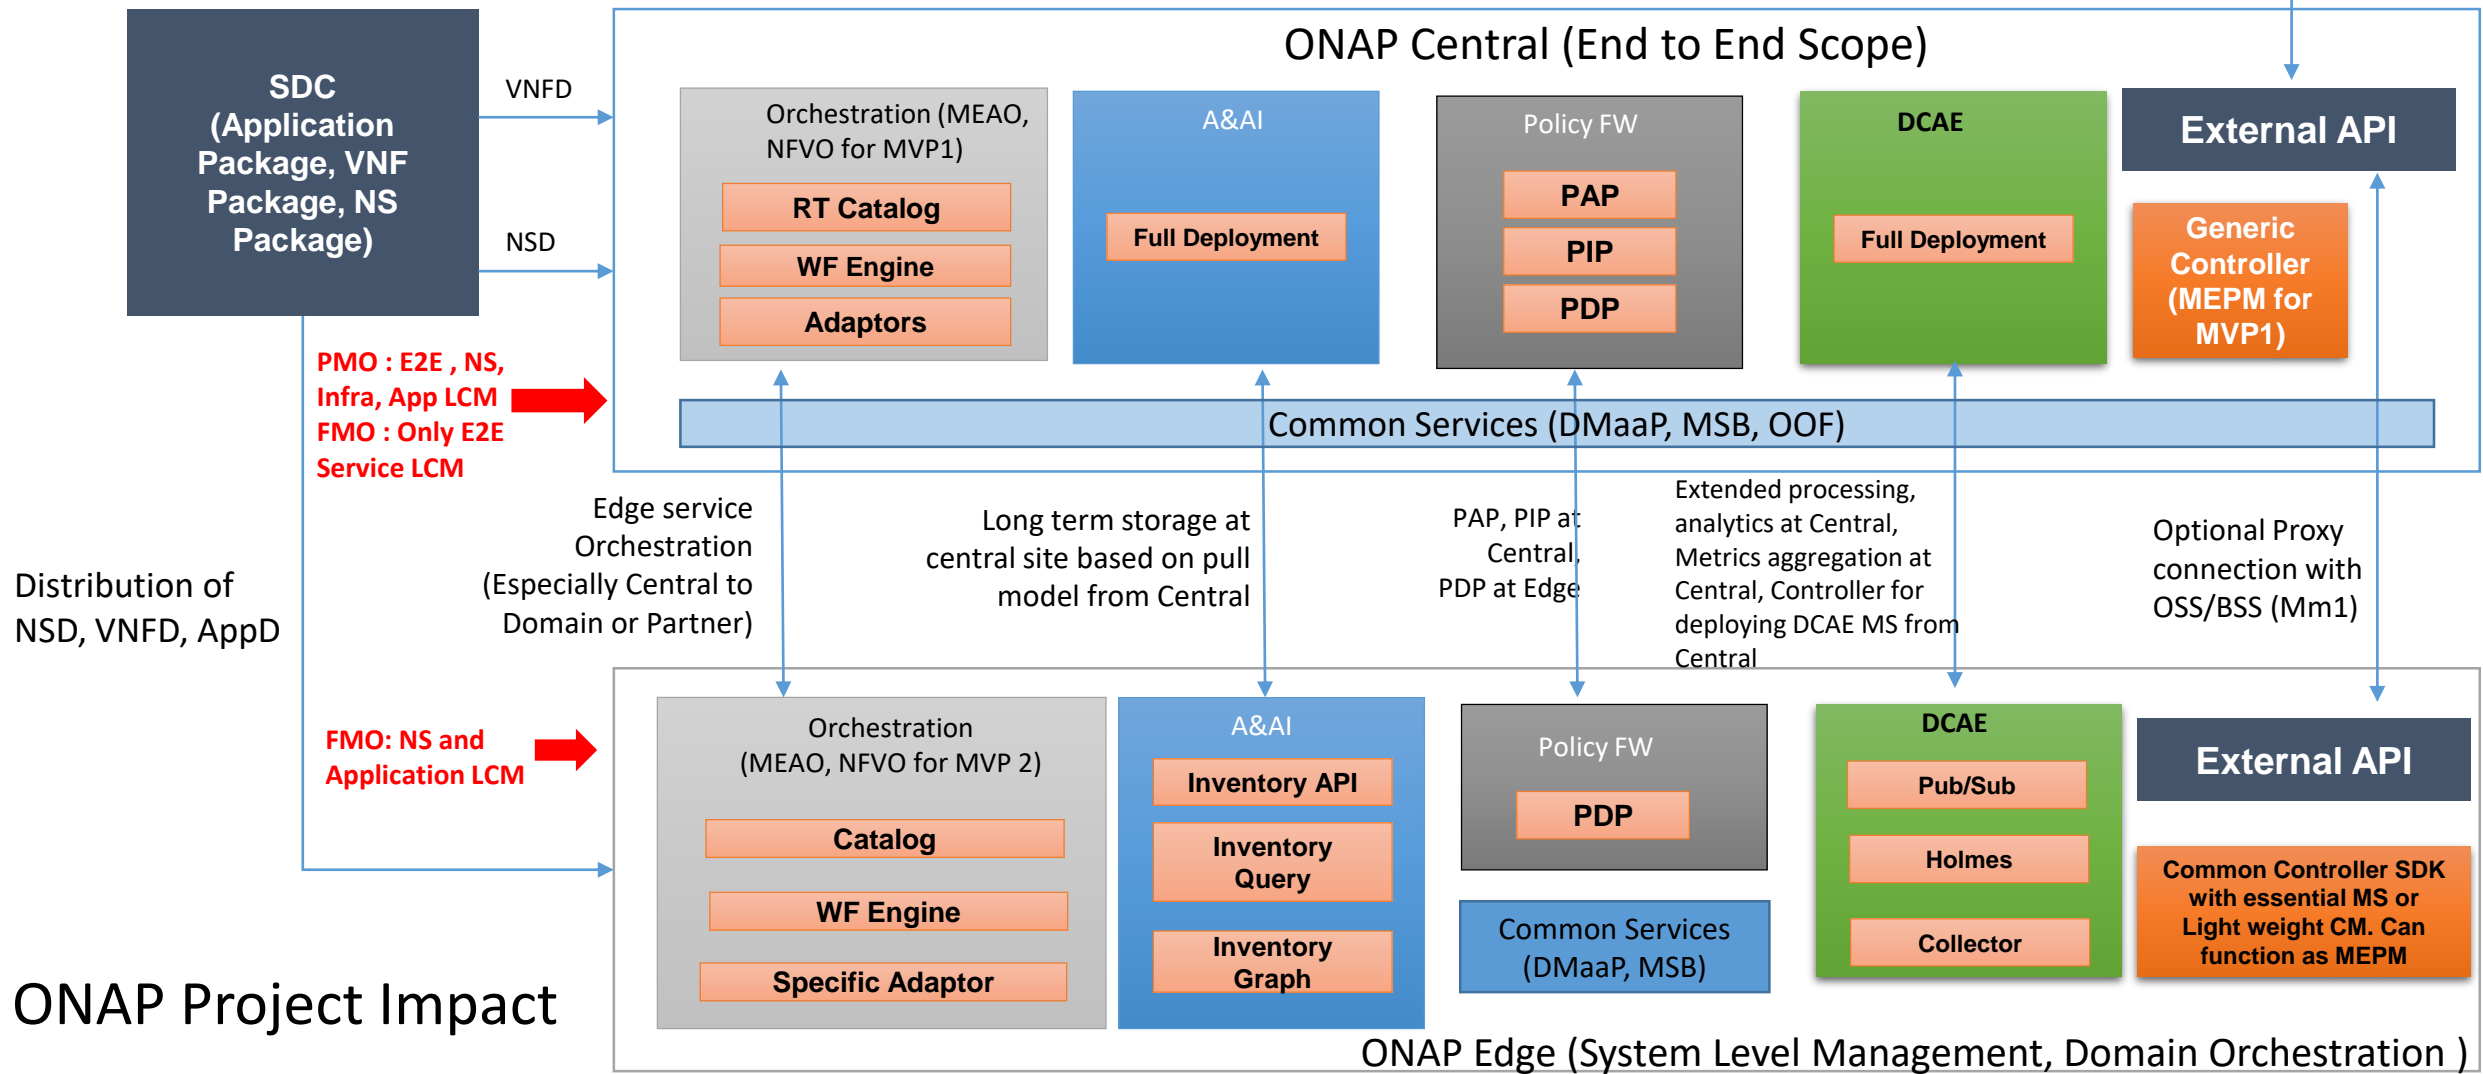 ONAP Central (End to End Scope)
SDC
(Application
Package, VNF
Package, NS
Package)
VNFD
NSD
Orchestration (MEAO,
NFVO for MVP1)
RT Catalog
WF Engine
Adaptors
A&AI
Full Deployment
Policy FW
PAP
PIP
PDP
DCAE
Full Deployment
External API
Generic
Controller
(MEPM for
MVP1)
PMO : E2E , NS,
Infra, App LCM
FMO : Only E2E
Service LCM
Common Services (DMaaP, MSB, OOF)
Distribution of
NSD, VNFD, AppD
Edge service
Orchestration
(Especially Central to
Domain or Partner)
Long term storage at
central site based on pull
model from Central
PAP, PIP at
Central,
PDP at Edge
Extended processing,
analytics at Central,
Metrics aggregation at
Central, Controller for
deploying DCAE MS from
Central
Optional Proxy
connection with
OSS/BSS (Mm1)
FMO: NS and
Application LCM
Orchestration
(MEAO, NFVO for MVP 2)
Catalog
WF Engine
Specific Adaptor
A&AI
Inventory API
Inventory
Query
Inventory
Graph
Policy FW
PDP
Common Services
(DMaaP, MSB)
DCAE
Pub/Sub
Holmes
Collector
External API
Common Controller SDK
with essential MS or
Light weight CM. Can
function as MEPM
ONAP Project Impact
ONAP Edge (System Level Management, Domain Orchestration )